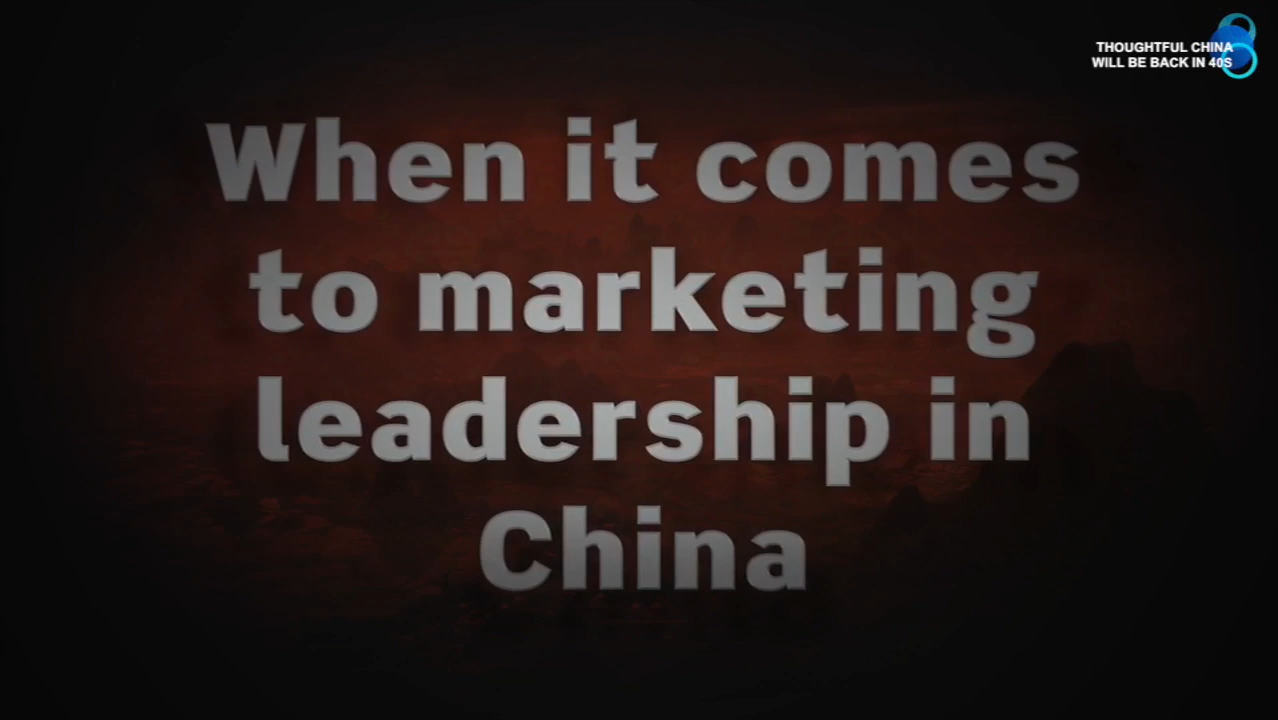 THOUGHTFUL CHINA
WILL BE BACK IN 40S
When it comes
to marketing
leadership in
China